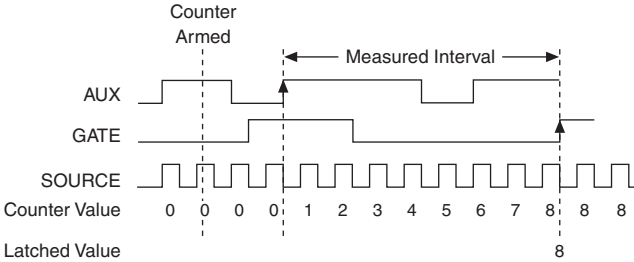 Counter
Armed
Measured Interval
AUX
GATE
SOURCE
Counter Value 0 0 0 0 1 2 3 4 5 6 7 8 8 8
Latched Value 8